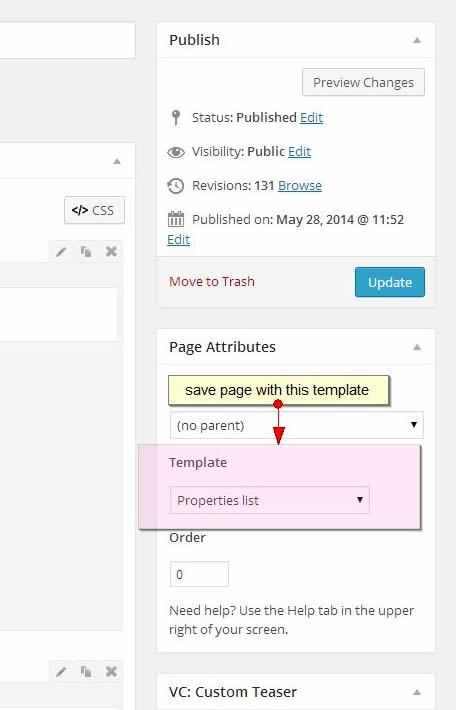 Publish
Preview Changes
Status: Published Edit
Visibility: Public Edit
Revisions: 131 Browse
Published on: May 28, 2014 @ 11:52
Edit
Move to Trash
Update
</> CSS
Page Attributes
save page with this template
(no parent)
Template
Properties list
Order
0
Need help? Use the Help tab in the upper
right of your screen.
VC: Custom Teaser